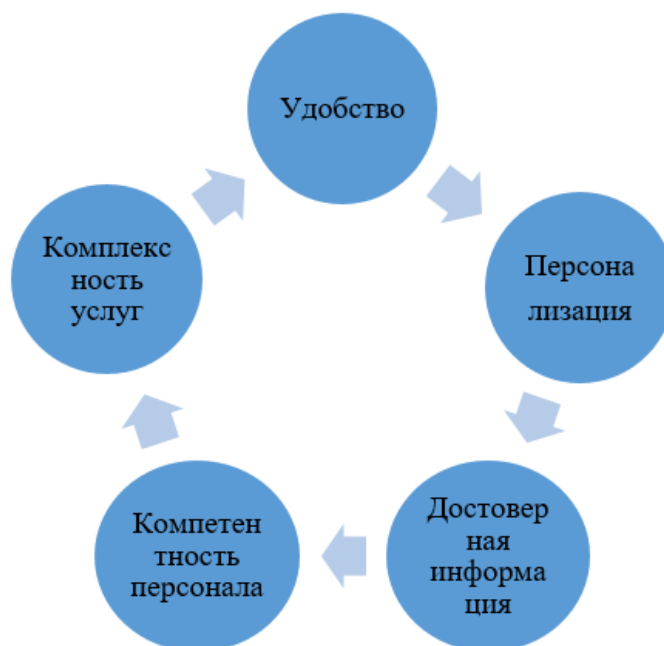 Удобство
Персона
лизация
Достовер
ная
информа
ция
Компетен
тность
персонала
Комплекс
ность
услуг